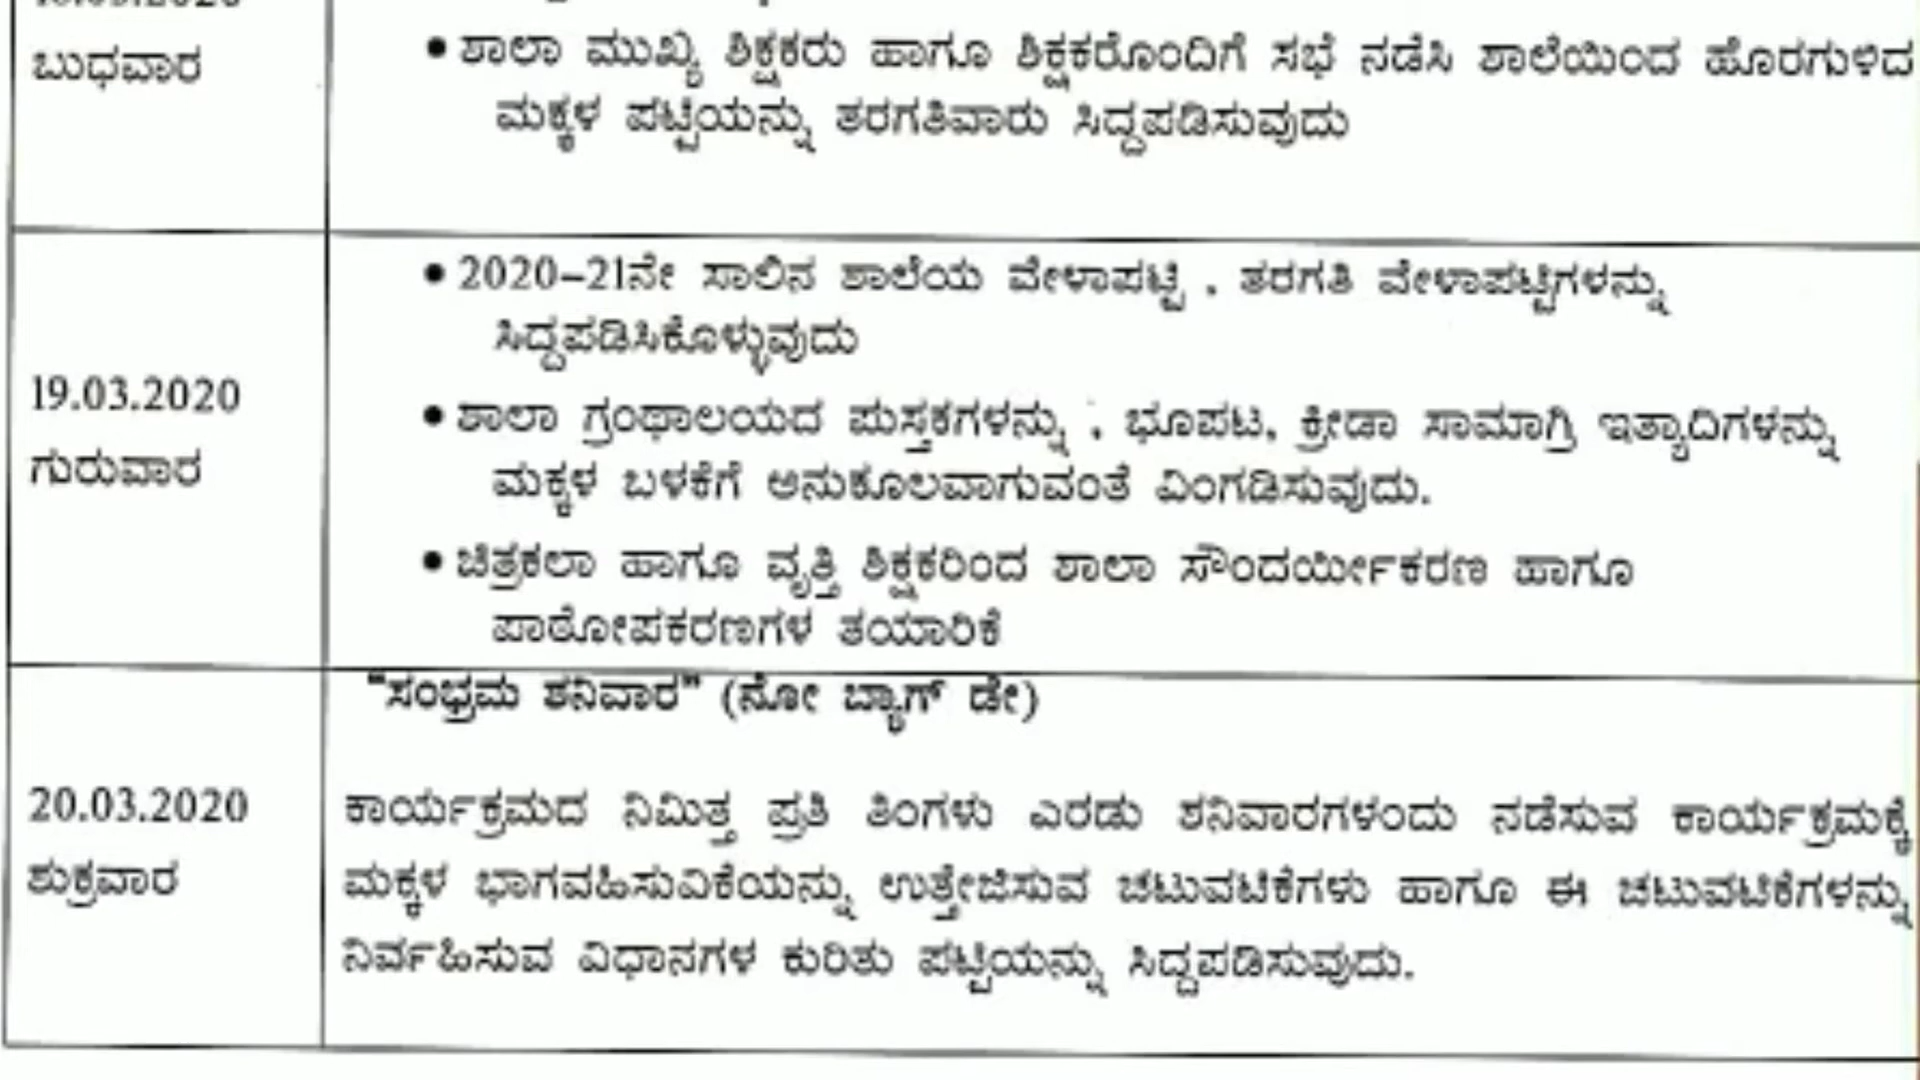 ಬುಧವಾರ
• ಶಾಲಾ ಮುಖ್ಯ ಶಿಕ್ಷಕರು ಹಾಗೂ ಶಿಕ್ಷಕರೊಂದಿಗೆ ಸಭೆ ನಡೆಸಿ ಶಾಲೆಯಿಂದ ಹೊರಗುಳಿದ
ಮಕ್ಕಳ ಪಟ್ಟಿಯನ್ನು ತರಗತಿವಾರು ಸಿದ್ದಪಡಿಸುವುದು
19.03.2020
ಗುರುವಾರ
• 2020–21ನೇ ಸಾಲಿನ ಶಾಲೆಯ ವೇಳಾಪಟ್ಟಿ , ತರಗತಿ ವೇಳಾಪಟ್ಟಿಗಳನ್ನು
ಸಿದ್ದಪಡಿಸಿಕೊಳ್ಳುವುದು
• ಶಾಲಾ ಗ್ರಂಥಾಲಯದ ಪುಸ್ತಕಗಳನ್ನು , ಭೂಪಟ, ಕ್ರೀಡಾ ಸಾಮಾಗ್ರಿ ಇತ್ಯಾದಿಗಳನ್ನು
ಮಕ್ಕಳ ಬಳಕೆಗೆ ಅನುಕೂಲವಾಗುವಂತೆ ವಿಂಗಡಿಸುವುದು.
• ಚಿತ್ರಕಲಾ ಹಾಗೂ ವೃತ್ತಿ ಶಿಕ್ಷಕರಿಂದ ಶಾಲಾ ಸೌಂದರ್ಯೀಕರಣ ಹಾಗೂ
ಪಾಠೋಪಕರಣಗಳ ತಯಾರಿಕೆ
20.03.2020
ಶುಕ್ರವಾರ
"ಸಂಭ್ರಮ ಶನಿವಾರ" (ನೋ ಬ್ಯಾಗ್ ಡೇ)
ಕಾರ್ಯಕ್ರಮದ ನಿಮಿತ್ತ ಪ್ರತಿ ತಿಂಗಳು ಎರಡು ಶನಿವಾರಗಳಂದು ನಡೆಸುವ ಕಾರ್ಯಕ್ರಮಕ್ಕೆ
ಮಕ್ಕಳ ಭಾಗವಹಿಸುವಿಕೆಯನ್ನು ಉತ್ತೇಜಿಸುವ ಚಟುವಟಿಕೆಗಳು ಹಾಗೂ ಈ ಚಟುವಟಿಕೆಗಳನ್ನು
ನಿರ್ವಹಿಸುವ ವಿಧಾನಗಳ ಕುರಿತು ಪಟ್ಟಿಯನ್ನು ಸಿದ್ದಪಡಿಸುವುದು.